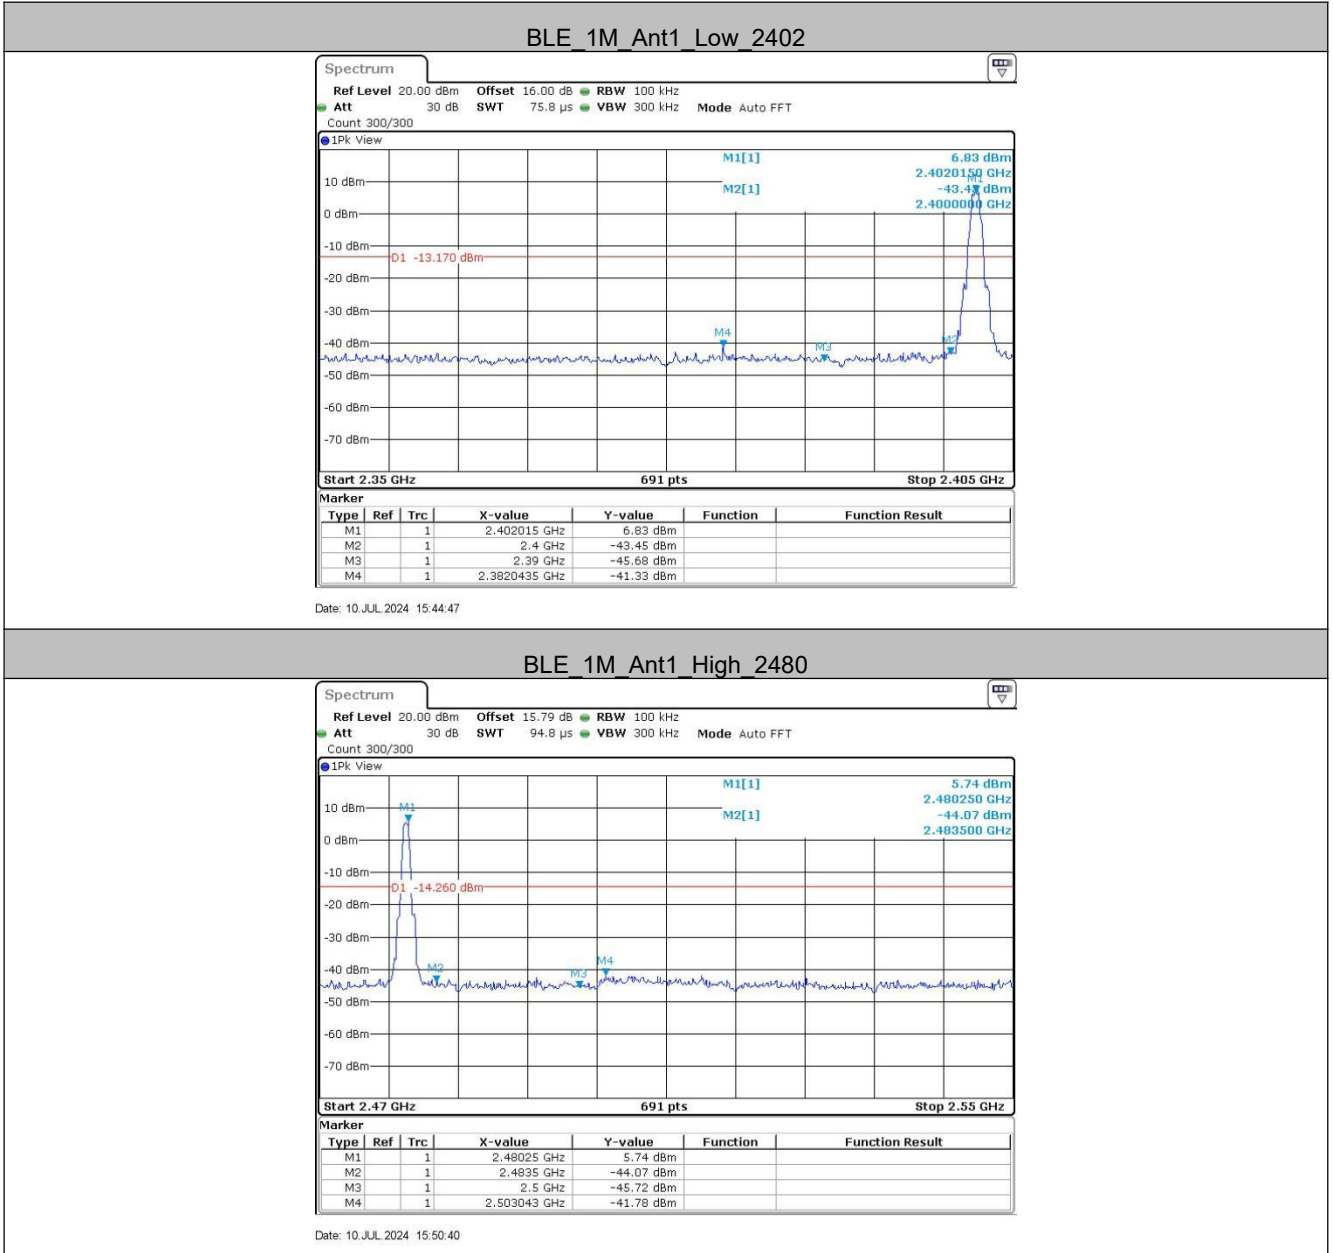 BLE_1M_Ant1_Low_2402
Spectrum
Ref Level 20.00 dBm Offset 16.00 dB RBW 100 kHz
Att 30 dB SWT 75.8 µs VBW 300 kHz Mode Auto FFT
Count 300/300
1Pk View
M1[1] 6.83 dBm
2.4020150 GHz
M1
10 dBm
M2[1] -43.45 dBm
2.4000000 GHz
0 dBm
-10 dBm
D1 -13.170 dBm
-20 dBm
-30 dBm
M4
-40 dBm
M3
M2
-50 dBm
-60 dBm
-70 dBm
Start 2.35 GHz 691 pts Stop 2.405 GHz
Marker
Type Ref Trc X-value Y-value Function Function Result
M1 1 2.402015 GHz 6.83 dBm
M2 1 2.4 GHz -43.45 dBm
M3 1 2.39 GHz -45.68 dBm
M4 1 2.3820435 GHz -41.33 dBm
Date: 10.JUL.2024 15:44:47
BLE_1M_Ant1_High_2480
Spectrum
Ref Level 20.00 dBm Offset 15.79 dB RBW 100 kHz
Att 30 dB SWT 94.8 µs VBW 300 kHz Mode Auto FFT
Count 300/300
1Pk View
M1[1] 5.74 dBm
2.480250 GHz
10 dBm
M1
M2[1] -44.07 dBm
2.483500 GHz
0 dBm
-10 dBm
D1 -14.260 dBm
-20 dBm
-30 dBm
M4
-40 dBm
M2
M3
-50 dBm
-60 dBm
-70 dBm
Start 2.47 GHz 691 pts Stop 2.55 GHz
Marker
Type Ref Trc X-value Y-value Function Function Result
M1 1 2.48025 GHz 5.74 dBm
M2 1 2.4835 GHz -44.07 dBm
M3 1 2.5 GHz -45.72 dBm
M4 1 2.503043 GHz -41.78 dBm
Date: 10.JUL.2024 15:50:40